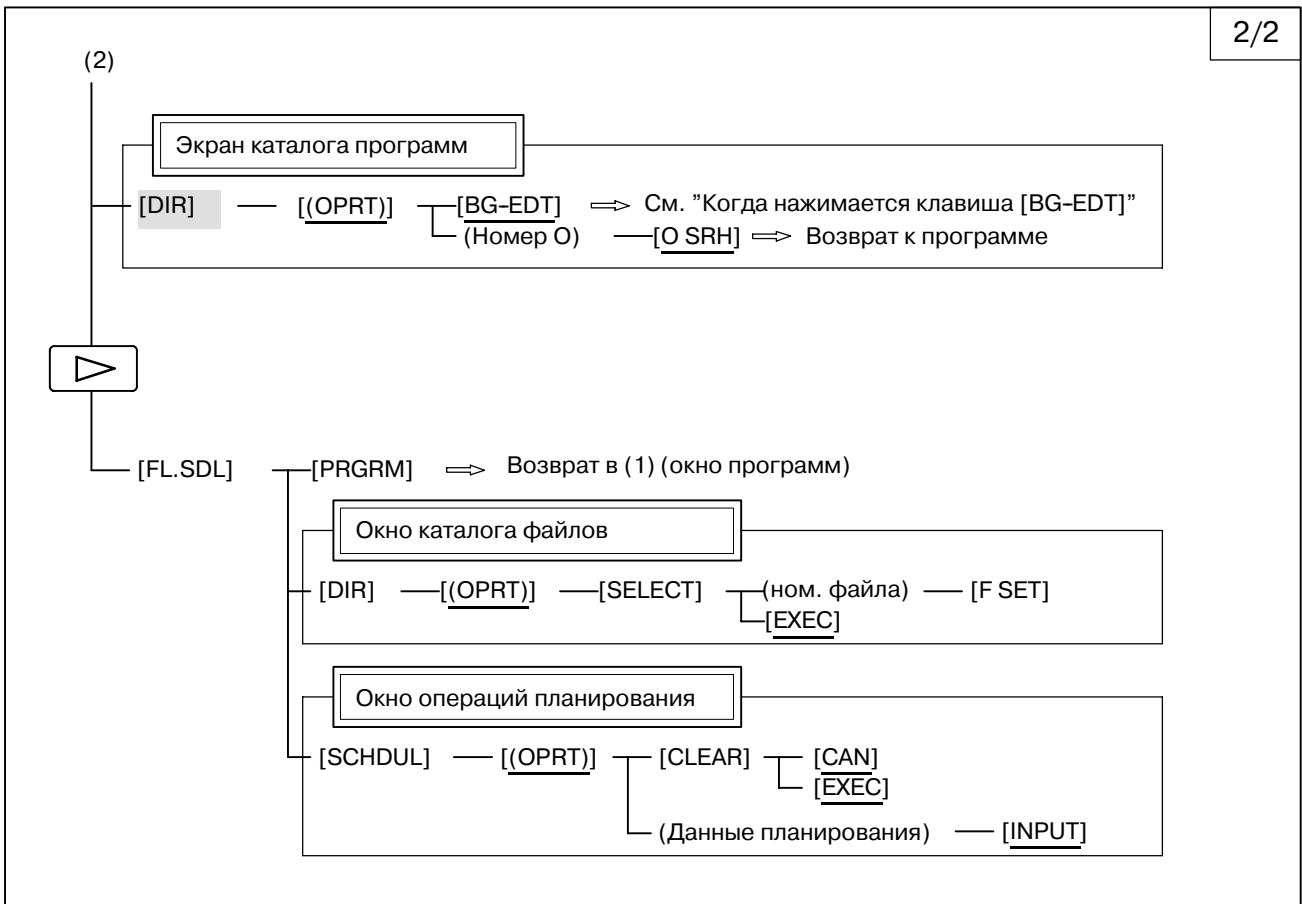 2/2
(2)
Экран каталога программ
[DIR] [(OPRT)] [BG-EDT] См. "Когда нажимается клавиша [BG-EDT]"
(Номер O) [O SRH] Возврат к программе
[FL.SDL] [PRGRM] Возврат в (1) (окно программ)
Окно каталога файлов
[DIR] [(OPRT)] [SELECT] (ном. файла) [F SET]
[EXEC]
Окно операций планирования
[SCHDUL] [(OPRT)] [CLEAR] [CAN]
[EXEC]
(Данные планирования) [INPUT]